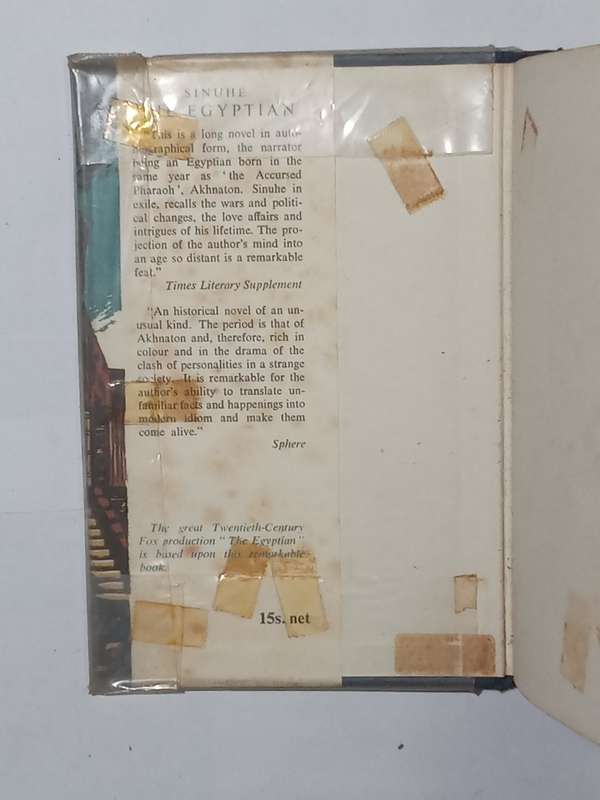 SINUHE
THE EGYPTIAN
"This is a long novel in auto-
biographical form, the narrator
being an Egyptian born in the
same year as 'the Accursed
Pharaoh', Akhnaton. Sinuhe in
exile, recalls the wars and politi-
cal changes, the love affairs and
intrigues of his lifetime. The pro-
jection of the author's mind into
an age so distant is a remarkable
feat."
Times Literary Supplement
"An historical novel of an un-
usual kind. The period is that of
Akhnaton and, therefore, rich in
colour and in the drama of the
clash of personalities in a strange
society. It is remarkable for the
author's ability to translate un-
familiar facts and happenings into
modern idiom and make them
come alive."
Sphere
The great Twentieth-Century
Fox production "The Egyptian"
is based upon this remarkable
book.
15s. net